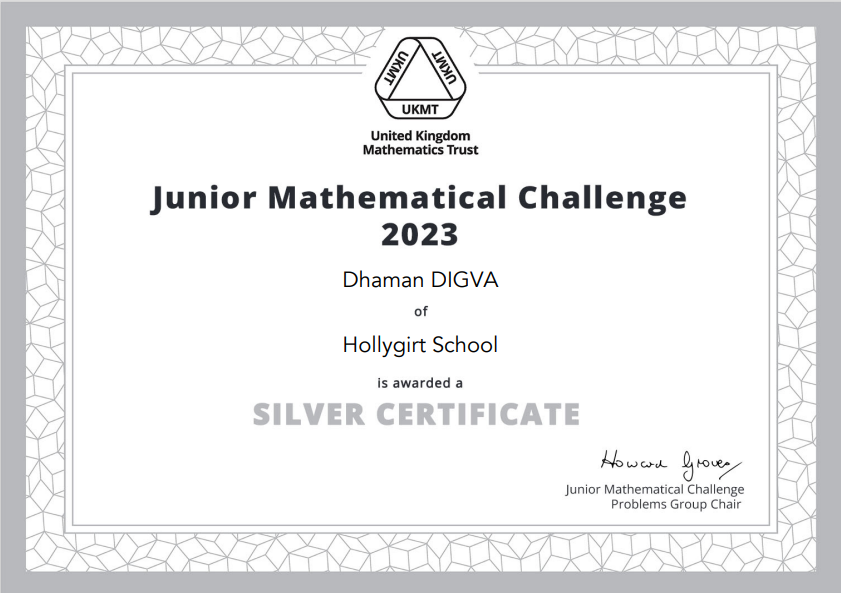 UKMT
UKMT
UKMT
United Kingdom
Mathematics Trust
Junior Mathematical Challenge
2023
Dhaman DIGVA
of
Hollygirt School
is awarded a
SILVER CERTIFICATE
Howard Groves
Junior Mathematical Challenge
Problems Group Chair